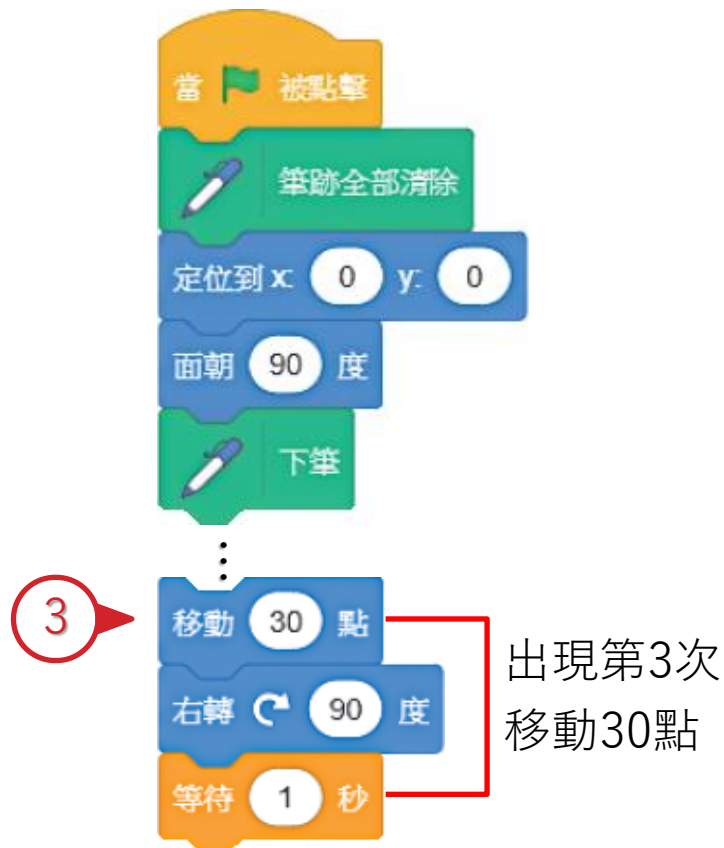 當 被點擊
筆跡全部清除
定位到 x: 0 y: 0
面朝 90 度
下筆
⋮
3
移動 30 點
右轉 90 度
等待 1 秒
出現第3次
移動30點